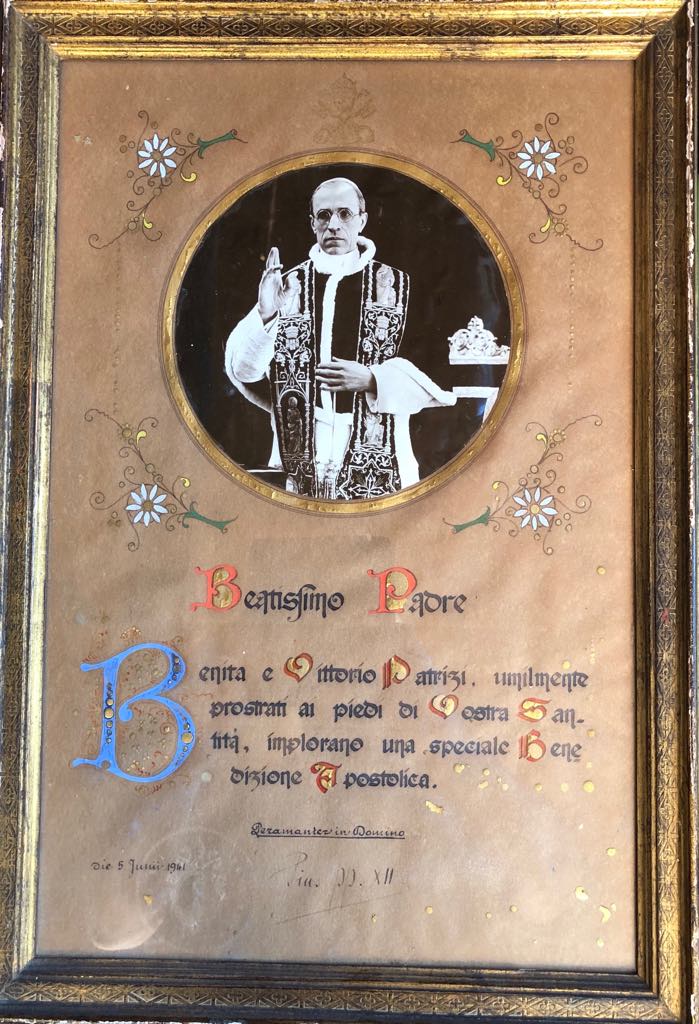 Beatissimo Padre
Benita e Vittorio Patrizi, umilmente
prostrati ai piedi di Vostra San-
tità, implorano una speciale Bene
dizione Apostolica.
Peramanter in Domino
die 5 Junii 1941
Pius PP. XII